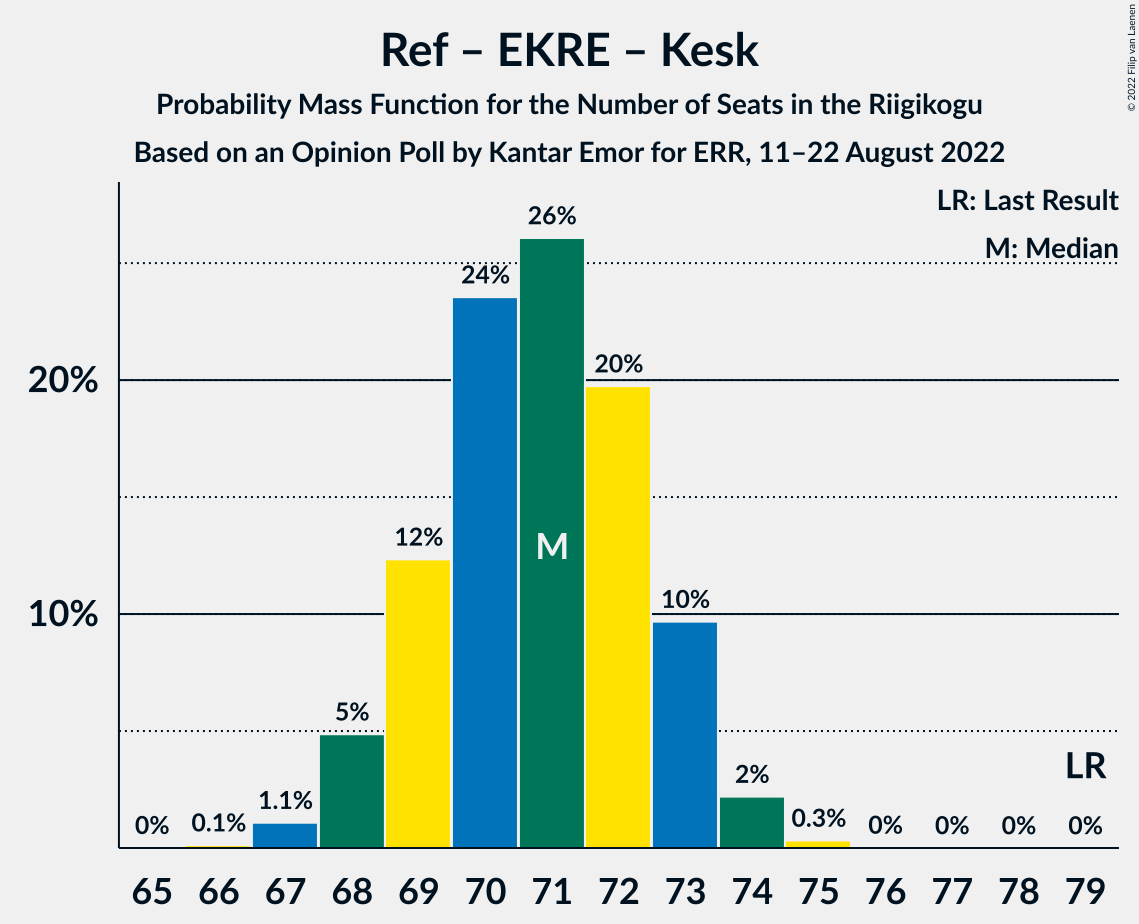 Ref – EKRE – Kesk
Probability Mass Function for the Number of Seats in the Riigikogu
Based on an Opinion Poll by Kantar Emor for ERR, 11–22 August 2022
© 2022 Filip van Laenen
LR: Last Result
M: Median
26%
24%
20%
20%
12%
M
10%
10%
5%
LR
2%
1.1%
0.3%
0%
0.1%
0%
0%
0%
0%
65 66 67 68 69 70 71 72 73 74 75 76 77 78 79